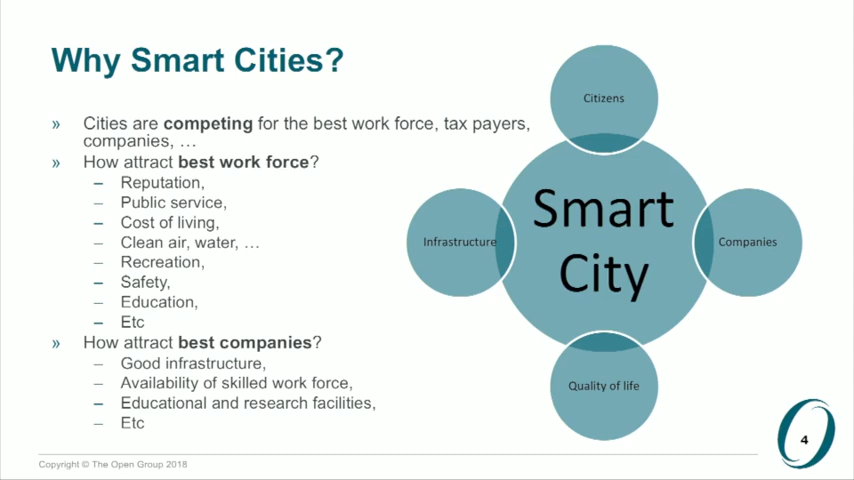 Why Smart Cities?
» Cities are competing for the best work force, tax payers,
companies, …
» How attract best work force?
– Reputation,
– Public service,
– Cost of living,
– Clean air, water, …
– Recreation,
– Safety,
– Education,
– Etc
» How attract best companies?
– Good infrastructure,
– Availability of skilled work force,
– Educational and research facilities,
– Etc
Citizens
Infrastructure
Smart
City
Companies
Quality of life
Copyright © The Open Group 2018
4